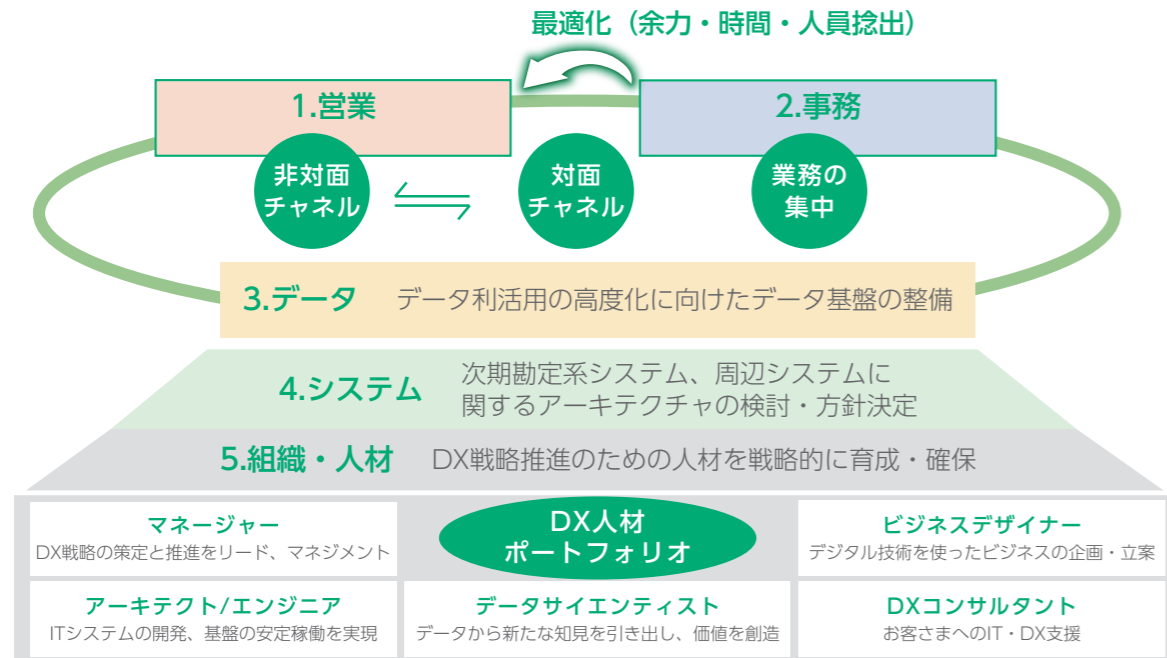 最適化（余力・時間・人員捻出）
1.営業
2.事務
非対面
チャネル
対面
チャネル
業務の
集中
3.データ
データ利活用の高度化に向けたデータ基盤の整備
4.システム
次期勘定系システム、周辺システムに
関するアーキテクチャの検討・方針決定
5.組織・人材
DX戦略推進のための人材を戦略的に育成・確保
マネージャー
DX戦略の策定と推進をリード、マネジメント
DX人材
ポートフォリオ
ビジネスデザイナー
デジタル技術を使ったビジネスの企画・立案
アーキテクト/エンジニア
ITシステムの開発、基盤の安定稼働を実現
データサイエンティスト
データから新たな知見を引き出し、価値を創造
DXコンサルタント
お客さまへのIT・DX支援